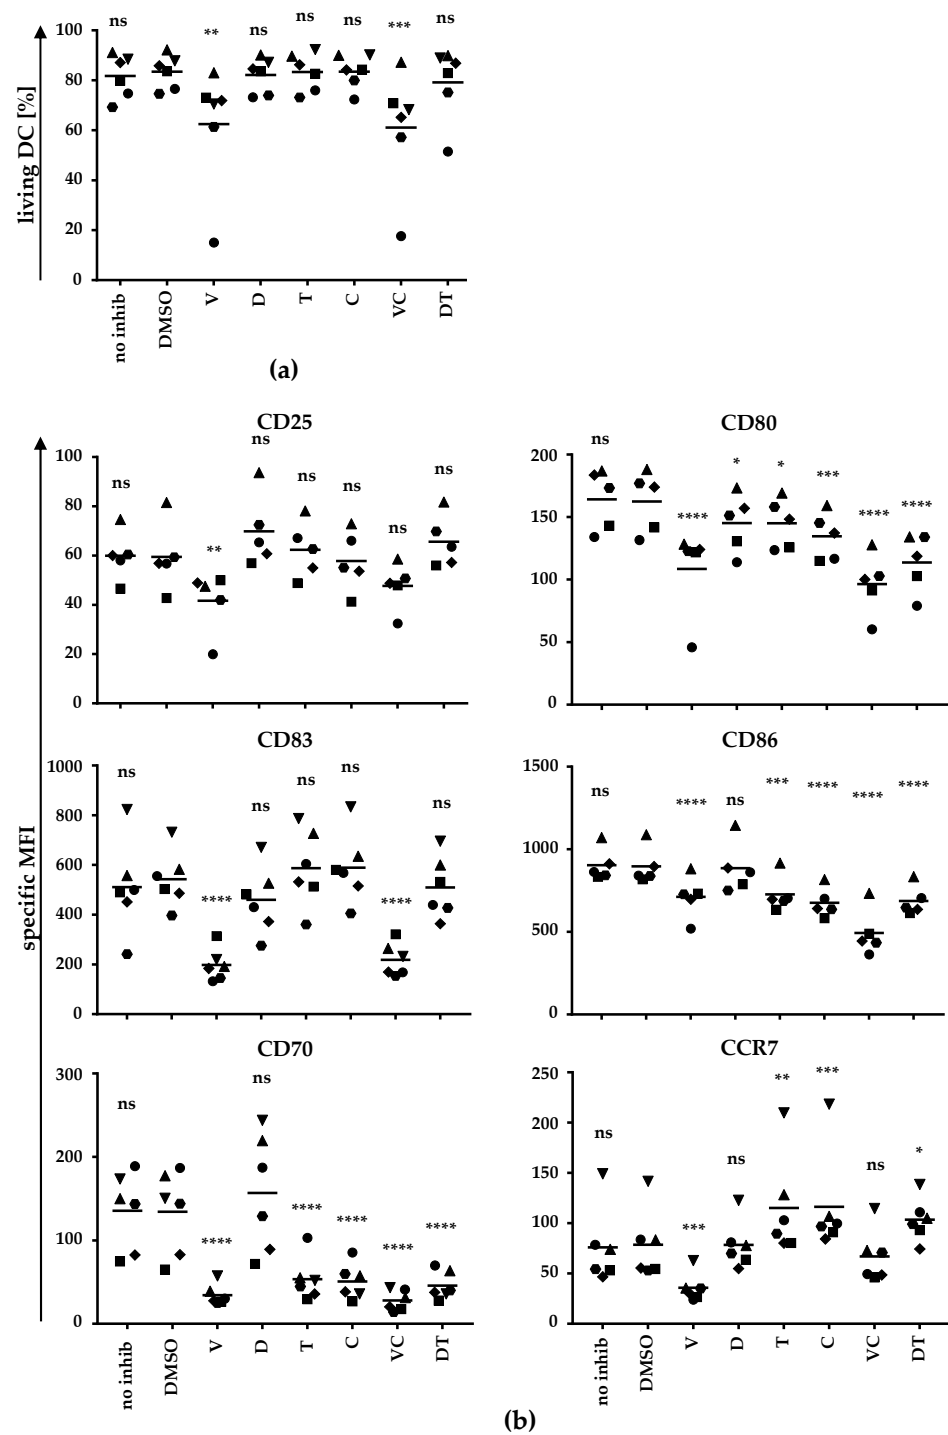 living DC [%]
100
80
60
40
20
0
ns
ns
**
ns
ns
ns
***
ns
no inhib
DMSO
V
D
T
C
VC
DT
(a)
specific MFI
CD25
100
80
60
40
20
0
ns
ns
**
ns
ns
ns
ns
ns
CD80
200
150
100
50
0
ns
****
*
*
***
****
****
CD83
1000
800
600
400
200
0
ns
ns
****
ns
ns
ns
****
ns
CD86
1500
1000
500
0
ns
****
ns
***
****
****
****
CD70
300
200
100
0
ns
****
ns
****
****
****
****
no inhib
DMSO
V
D
T
C
VC
DT
CCR7
250
200
150
100
50
0
ns
***
ns
**
***
ns
*
no inhib
DMSO
V
D
T
C
VC
DT
(b)